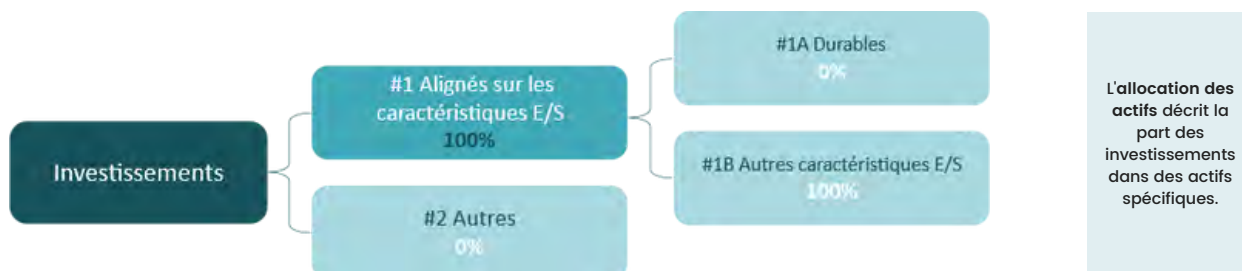 Investissements
#1 Alignés sur les
caractéristiques E/S
100%
#2 Autres
0%
#1A Durables
0%
#1B Autres caractéristiques E/S
100%
L'allocation des
actifs décrit la
part des
investissements
dans des actifs
spécifiques.